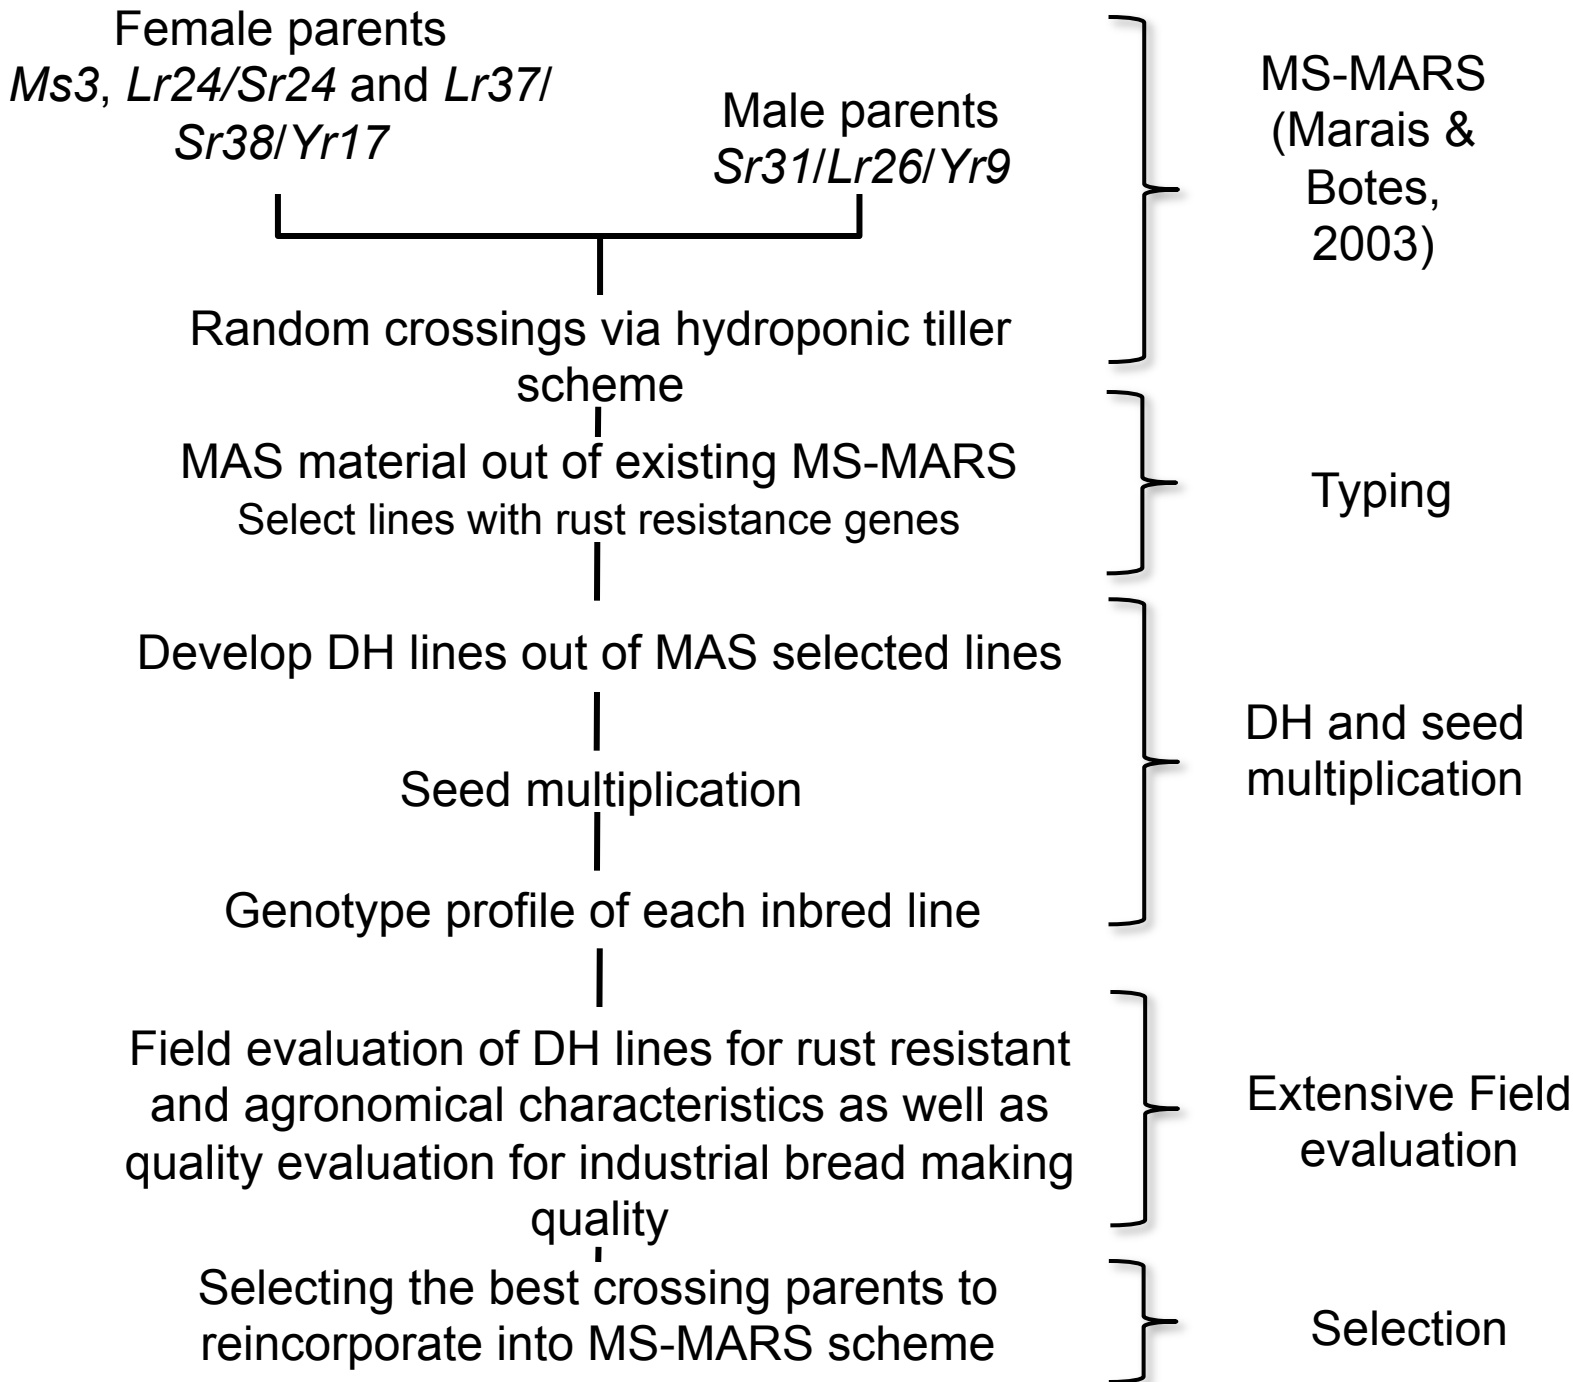 Female parents
Ms3, Lr24/Sr24 and Lr37/
Sr38/Yr17
Male parents
Sr31/Lr26/Yr9
MS-MARS
(Marais &
Botes,
2003)
Random crossings via hydroponic tiller
scheme
MAS material out of existing MS-MARS
Select lines with rust resistance genes
Typing
Develop DH lines out of MAS selected lines
Seed multiplication
Genotype profile of each inbred line
DH and seed
multiplication
Field evaluation of DH lines for rust resistant
and agronomical characteristics as well as
quality evaluation for industrial bread making
quality
Extensive Field
evaluation
Selecting the best crossing parents to
reincorporate into MS-MARS scheme
Selection